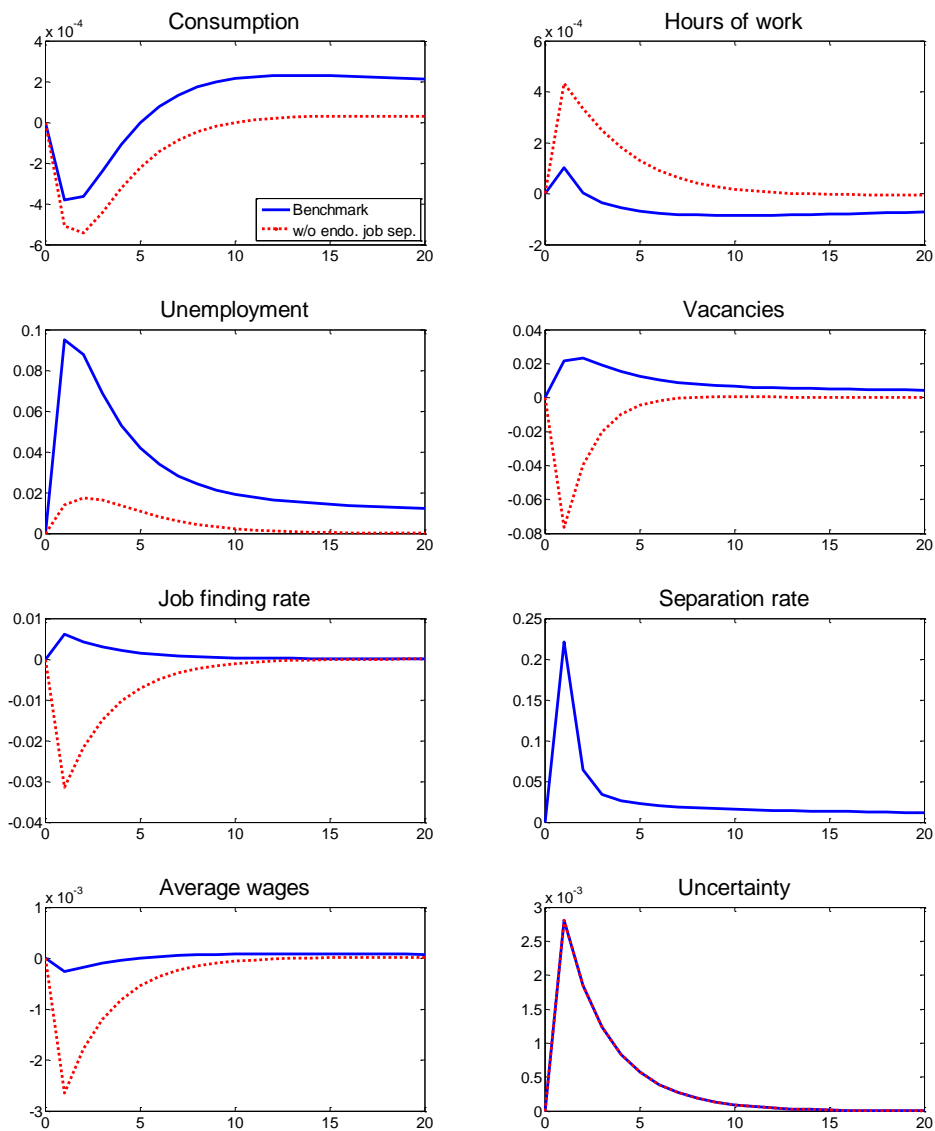 Consumption
x 10-4
4
2
0
-2
-4
-6
0 5 10 15 20
Benchmark
w/o endo. job sep.
Hours of work
x 10-4
6
4
2
0
-2
0 5 10 15 20
Unemployment
0.1
0.08
0.06
0.04
0.02
0
0 5 10 15 20
Vacancies
0.04
0.02
0
-0.02
-0.04
-0.06
-0.08
0 5 10 15 20
Job finding rate
0.01
0
-0.01
-0.02
-0.03
-0.04
0 5 10 15 20
Separation rate
0.25
0.2
0.15
0.1
0.05
0
0 5 10 15 20
Average wages
x 10-3
1
0
-1
-2
-3
0 5 10 15 20
Uncertainty
x 10-3
3
2.5
2
1.5
1
0.5
0
0 5 10 15 20